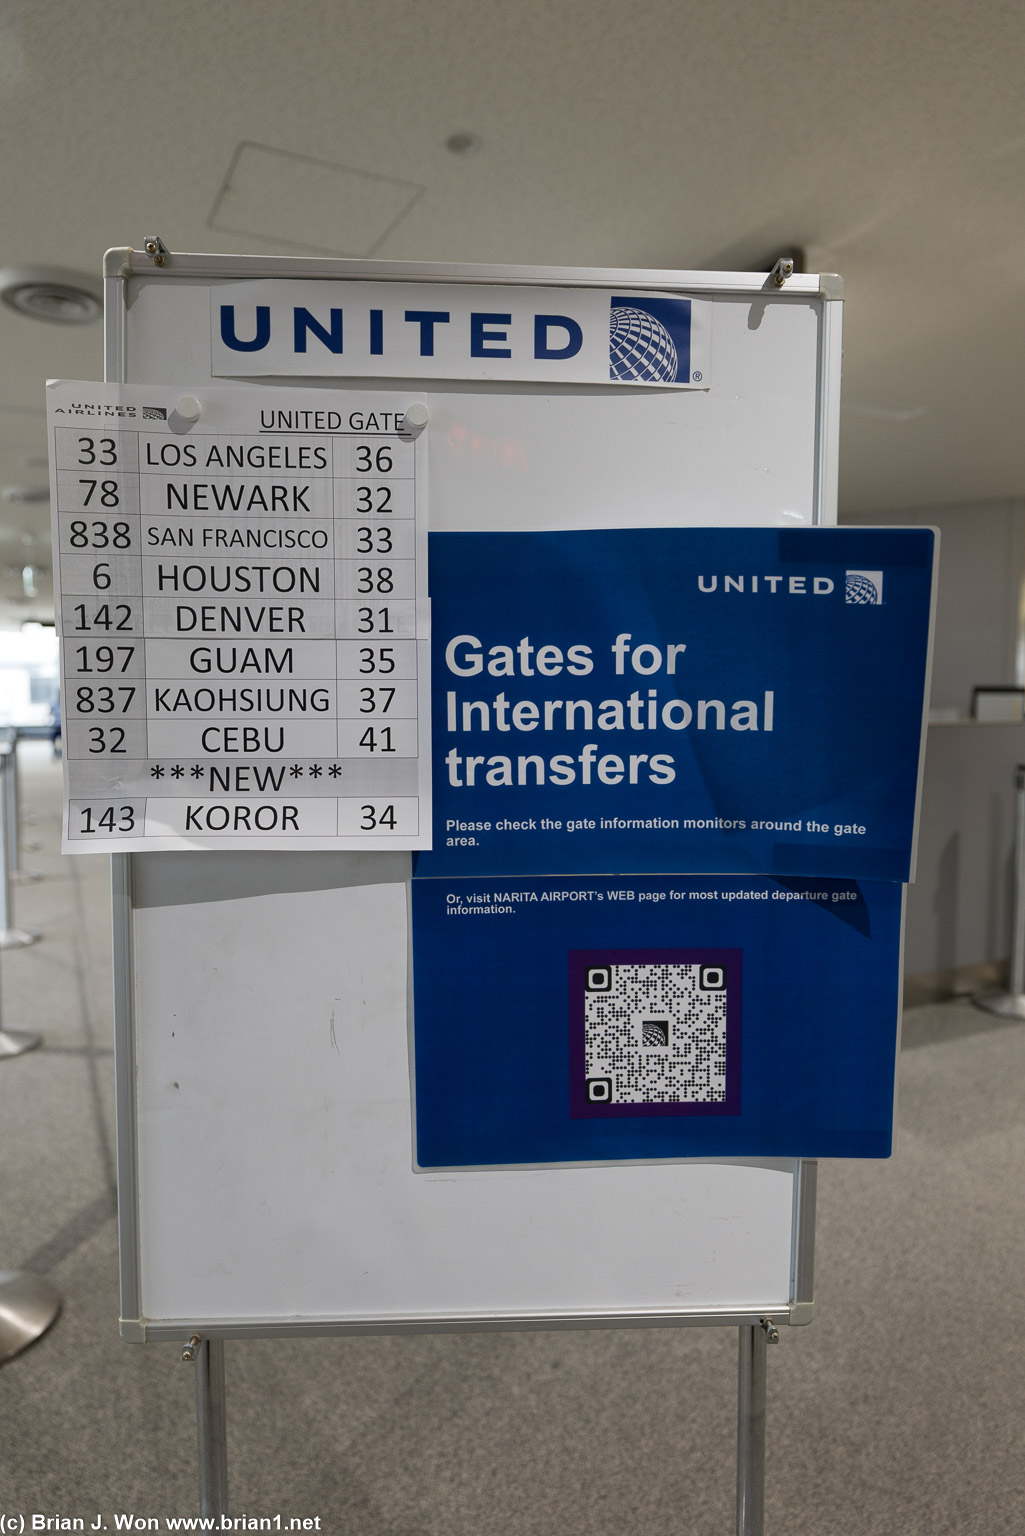 UNITED
UNITED
AIRLINES
UNITED GATE
33 LOS ANGELES 36
78 NEWARK 32
838 SAN FRANCISCO 33
6 HOUSTON 38
142 DENVER 31
197 GUAM 35
837 KAOHSIUNG 37
32 CEBU 41
***NEW***
143 KOROR 34
UNITED
Gates for
International
transfers
Please check the gate information monitors around the gate
area.
Or, visit NARITA AIRPORT's WEB page for most updated departure gate
information.
(c) Brian J. Won www.brian1.net